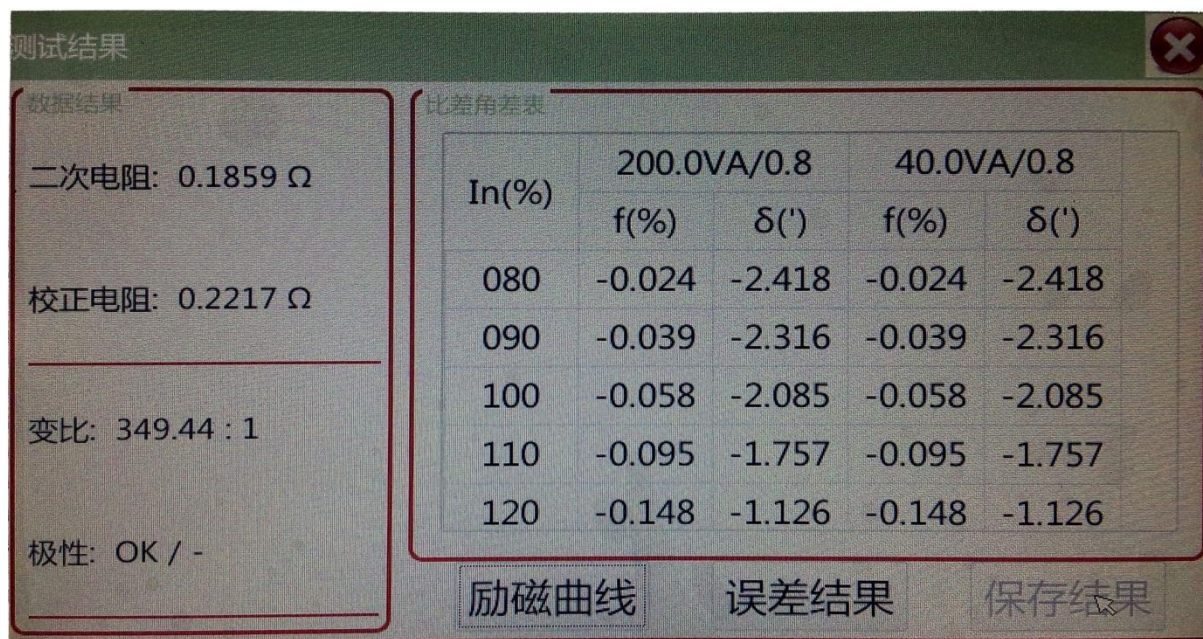 测试结果
数据结果
二次电阻: 0.1859 Ω
校正电阻: 0.2217 Ω
变比: 349.44 : 1
极性: OK / -
比差角差表
In(%) 200.0VA/0.8 40.0VA/0.8
f(%) δ(') f(%) δ(')
080 -0.024 -2.418 -0.024 -2.418
090 -0.039 -2.316 -0.039 -2.316
100 -0.058 -2.085 -0.058 -2.085
110 -0.095 -1.757 -0.095 -1.757
120 -0.148 -1.126 -0.148 -1.126
励磁曲线 误差结果 保存结果